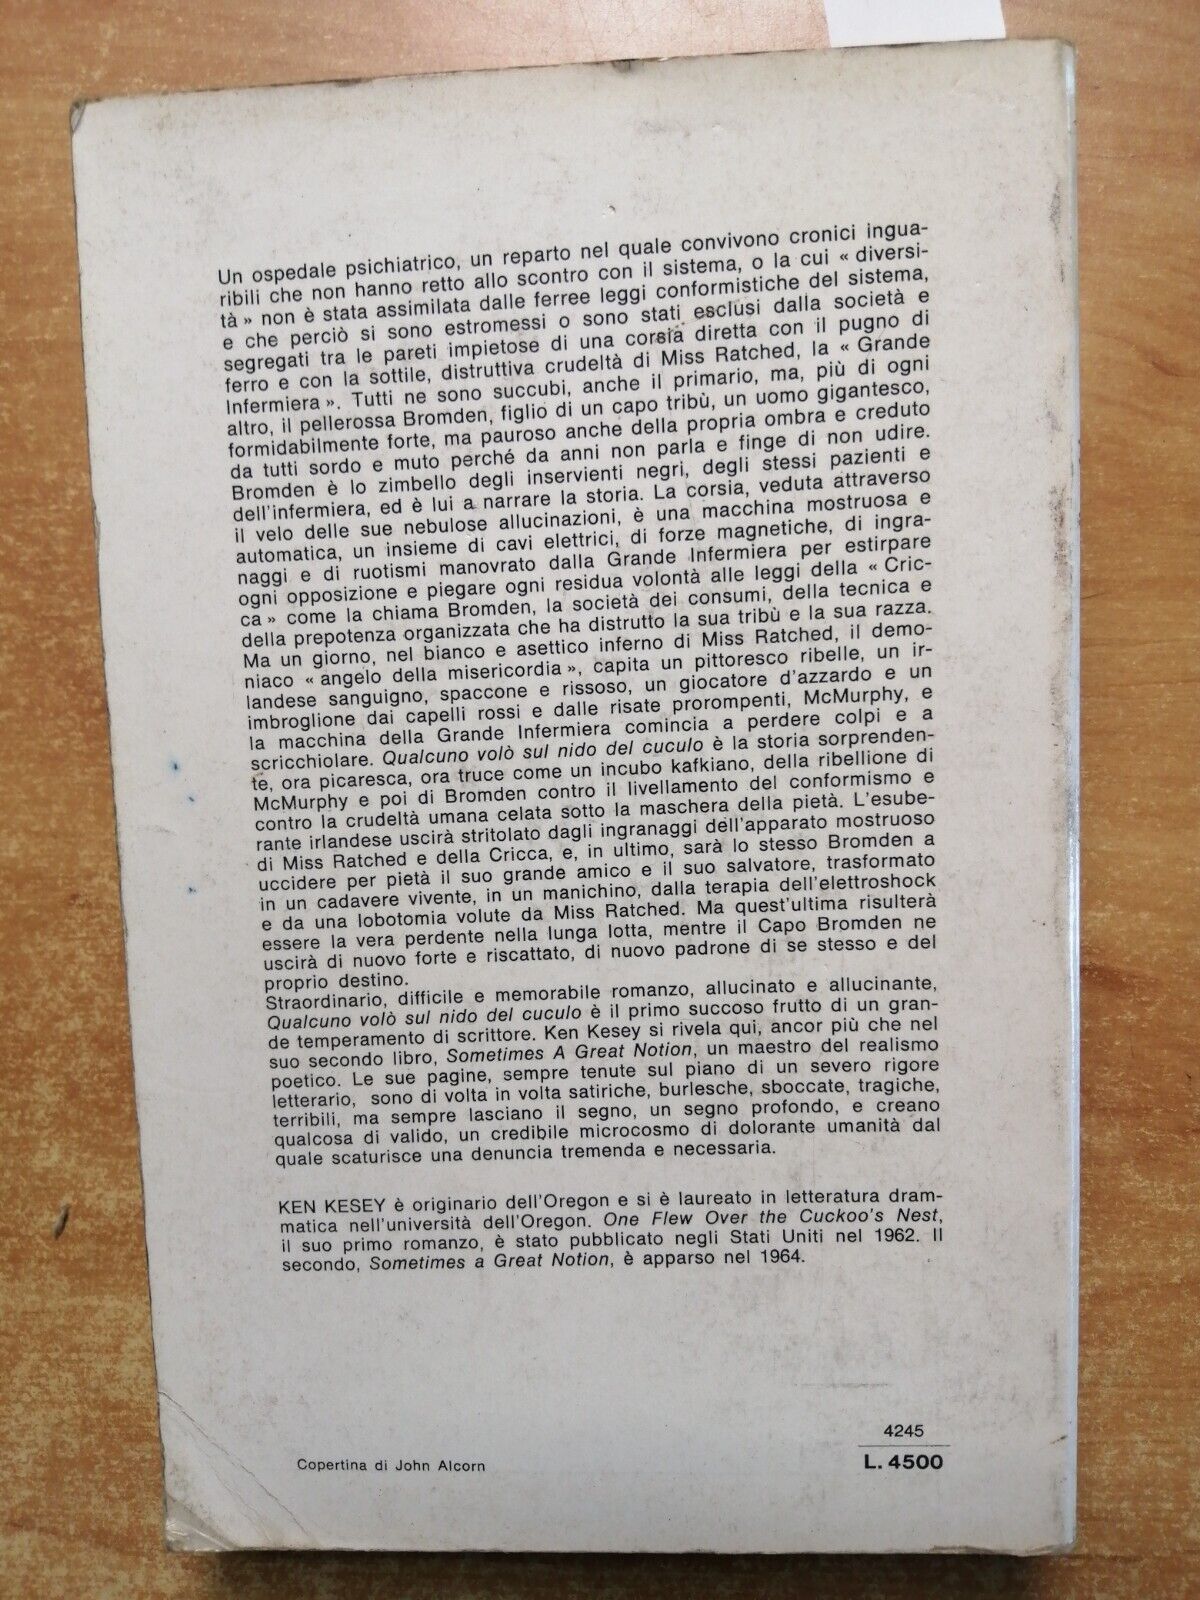 Un ospedale psichiatrico, un reparto nel quale convivono cronici ingua-
ribili che non hanno retto allo scontro con il sistema, o la cui « diversi-
tà » non è stata assimilata dalle ferree leggi conformistiche del sistema,
e che perciò si sono estromessi o sono stati esclusi dalla società e
segregati tra le pareti impietose di una corsia diretta con il pugno di
ferro e con la sottile, distruttiva crudeltà di Miss Ratched, la « Grande
Infermiera ». Tutti ne sono succubi, anche il primario, ma, più di ogni
altro, il pellerossa Bromden, figlio di un capo tribù, un uomo gigantesco,
formidabilmente forte, ma pauroso anche della propria ombra e creduto
da tutti sordo e muto perché da anni non parla e finge di non udire.
Bromden è lo zimbello degli inservienti negri, degli stessi pazienti e
dell'infermiera, ed è lui a narrare la storia. La corsia, veduta attraverso
il velo delle sue nebulose allucinazioni, è una macchina mostruosa e
automatica, un insieme di cavi elettrici, di forze magnetiche, di ingra-
naggi e di ruotismi manovrato dalla Grande Infermiera per estirpare
ogni opposizione e piegare ogni residua volontà alle leggi della « Cric-
ca » come la chiama Bromden, la società dei consumi, della tecnica e
della prepotenza organizzata che ha distrutto la sua tribù e la sua razza.
Ma un giorno, nel bianco e asettico inferno di Miss Ratched, il demo-
niaco « angelo della misericordia », capita un pittoresco ribelle, un ir-
landese sanguigno, spaccone e rissoso, un giocatore d'azzardo e un
imbroglione dai capelli rossi e dalle risate prorompenti, McMurphy, e
la macchina della Grande Infermiera comincia a perdere colpi e a
scricchiolare. Qualcuno volò sul nido del cuculo è la storia sorprenden-
te, ora picaresca, ora truce come un incubo kafkiano, della ribellione di
McMurphy e poi di Bromden contro il livellamento del conformismo e
contro la crudeltà umana celata sotto la maschera della pietà. L'esube-
rante irlandese uscirà stritolato dagli ingranaggi dell'apparato mostruoso
di Miss Ratched e della Cricca, e, in ultimo, sarà lo stesso Bromden a
uccidere per pietà il suo grande amico e il suo salvatore, trasformato
in un cadavere vivente, in un manichino, dalla terapia dell'elettroshock
e da una lobotomia volute da Miss Ratched. Ma quest'ultima risulterà
essere la vera perdente nella lunga lotta, mentre il Capo Bromden ne
uscirà di nuovo forte e riscattato, di nuovo padrone di se stesso e del
proprio destino.
Straordinario, difficile e memorabile romanzo, allucinato e allucinante,
Qualcuno volò sul nido del cuculo è il primo succoso frutto di un gran-
de temperamento di scrittore. Ken Kesey si rivela qui, ancor più che nel
suo secondo libro, Sometimes A Great Notion, un maestro del realismo
poetico. Le sue pagine, sempre tenute sul piano di un severo rigore
letterario, sono di volta in volta satiriche, burlesche, sboccate, tragiche,
terribili, ma sempre lasciano il segno, un segno profondo, e creano
qualcosa di valido, un credibile microcosmo di dolorante umanità dal
quale scaturisce una denuncia tremenda e necessaria.
KEN KESEY è originario dell'Oregon e si è laureato in letteratura dram-
matica nell'università dell'Oregon. One Flew Over the Cuckoo's Nest,
il suo primo romanzo, è stato pubblicato negli Stati Uniti nel 1962. Il
secondo, Sometimes a Great Notion, è apparso nel 1964.
4245
Copertina di John Alcorn
L. 4500